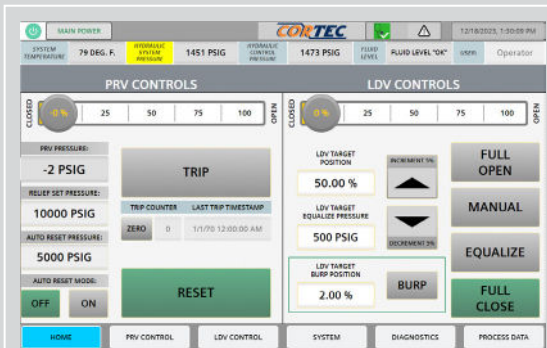 MAIN POWER
CORTEC
12/18/2023, 1:30:09 PM
SYSTEM TEMPERATURE
79 DEG. F.
HYDRAULIC SYSTEM PRESSURE
1451 PSIG
HYDRAULIC CONTROL PRESSURE
1473 PSIG
FLUID LEVEL
FLUID LEVEL "OK"
USER:
Operator
PRV CONTROLS
CLOSED
-0 %
25 50 75 100
OPEN
PRV PRESSURE:
-2 PSIG
RELIEF SET PRESSURE:
10000 PSIG
AUTO RESET PRESSURE:
5000 PSIG
AUTO RESET MODE:
OFF ON
TRIP
TRIP COUNTER LAST TRIP TIMESTAMP
ZERO 0 1/1/70 12:00:00 AM
RESET
LDV CONTROLS
CLOSED
0 %
25 50 75 100
OPEN
LDV TARGET
POSITION
50.00 %
INCREMENT 5%
LDV TARGET
EQUALIZE PRESSURE
500 PSIG
DECREMENT 5%
LDV TARGET
BURP POSITION
2.00 %
BURP
FULL
OPEN
MANUAL
EQUALIZE
FULL
CLOSE
HOME PRV CONTROL LDV CONTROL SYSTEM DIAGNOSTICS PROCESS DATA